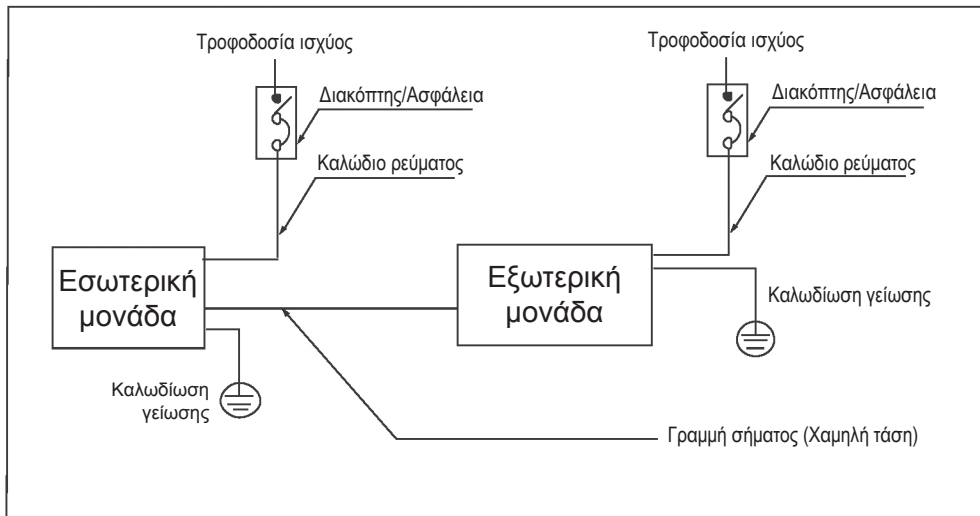 Τροφοδοσία ισχύος
Διακόπτης/Ασφάλεια
Καλώδιο ρεύματος
Εσωτερική
μονάδα
Καλωδίωση
γείωσης
Τροφοδοσία ισχύος
Διακόπτης/Ασφάλεια
Καλώδιο ρεύματος
Εξωτερική
μονάδα
Καλωδίωση γείωσης
Γραμμή σήματος (Χαμηλή τάση)